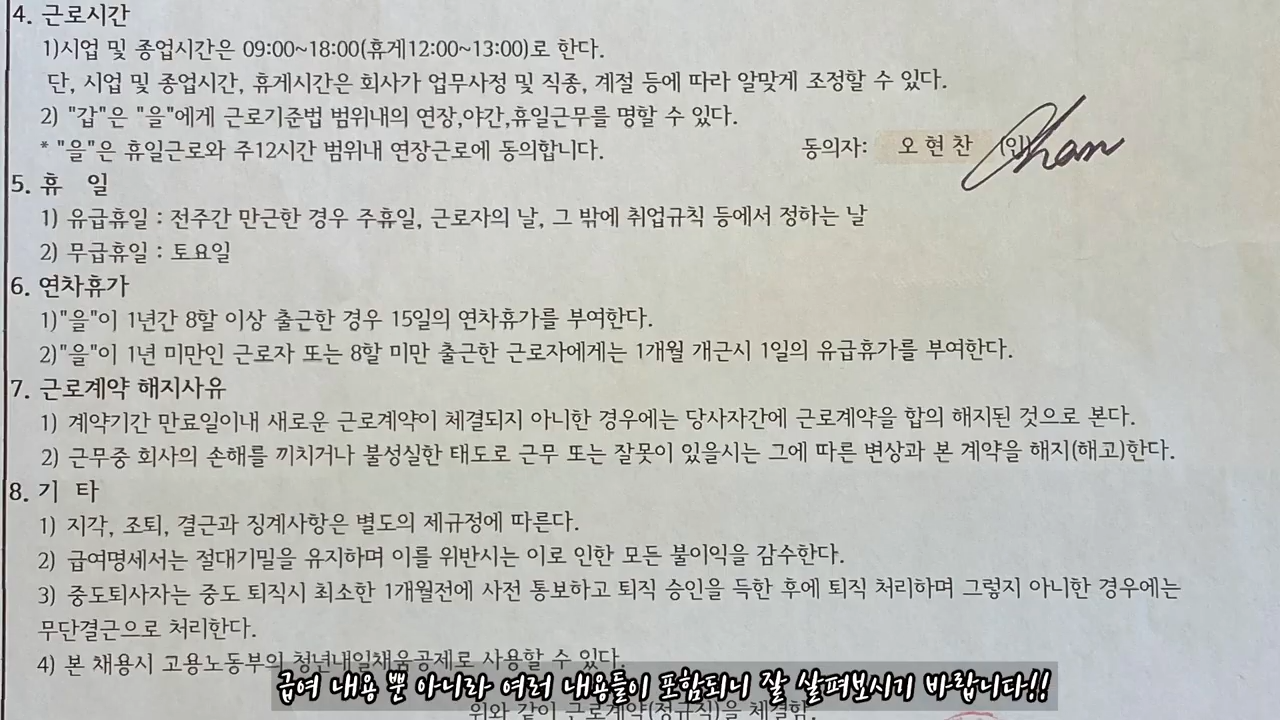 4. 근로시간
1)시업 및 종업시간은 09:00~18:00(휴게12:00~13:00)로 한다.
단, 시업 및 종업시간, 휴게시간은 회사가 업무사정 및 직종, 계절 등에 따라 알맞게 조정할 수 있다.
2) "갑"은 "을"에게 근로기준법 범위내의 연장,야간,휴일근무를 명할 수 있다.
* "을"은 휴일근로와 주12시간 범위내 연장근로에 동의합니다. 동의자: 오 현 찬 (인) Chan
5. 휴 일
1) 유급휴일 : 전주간 만근한 경우 주휴일, 근로자의 날, 그 밖에 취업규칙 등에서 정하는 날
2) 무급휴일 : 토요일
6. 연차휴가
1)"을"이 1년간 8할 이상 출근한 경우 15일의 연차휴가를 부여한다.
2)"을"이 1년 미만인 근로자 또는 8할 미만 출근한 근로자에게는 1개월 개근시 1일의 유급휴가를 부여한다.
7. 근로계약 해지사유
1) 계약기간 만료일이내 새로운 근로계약이 체결되지 아니한 경우에는 당사자간에 근로계약을 합의 해지된 것으로 본다.
2) 근무중 회사의 손해를 끼치거나 불성실한 태도로 근무 또는 잘못이 있을시는 그에 따른 변상과 본 계약을 해지(해고)한다.
8. 기 타
1) 지각, 조퇴, 결근과 징계사항은 별도의 제규정에 따른다.
2) 급여명세서는 절대기밀을 유지하며 이를 위반시는 이로 인한 모든 불이익을 감수한다.
3) 중도퇴사자는 중도 퇴직시 최소한 1개월전에 사전 통보하고 퇴직 승인을 득한 후에 퇴직 처리하며 그렇지 아니한 경우에는
무단결근으로 처리한다.
4) 본 채용시 고용노동부의 청년내일채움공제로 사용할 수 있다.
급여 내용 뿐 아니라 여러 내용들이 포함되니 잘 살펴보시기 바랍니다!!
위와 같이 근로계약(정규직)을 체결함.